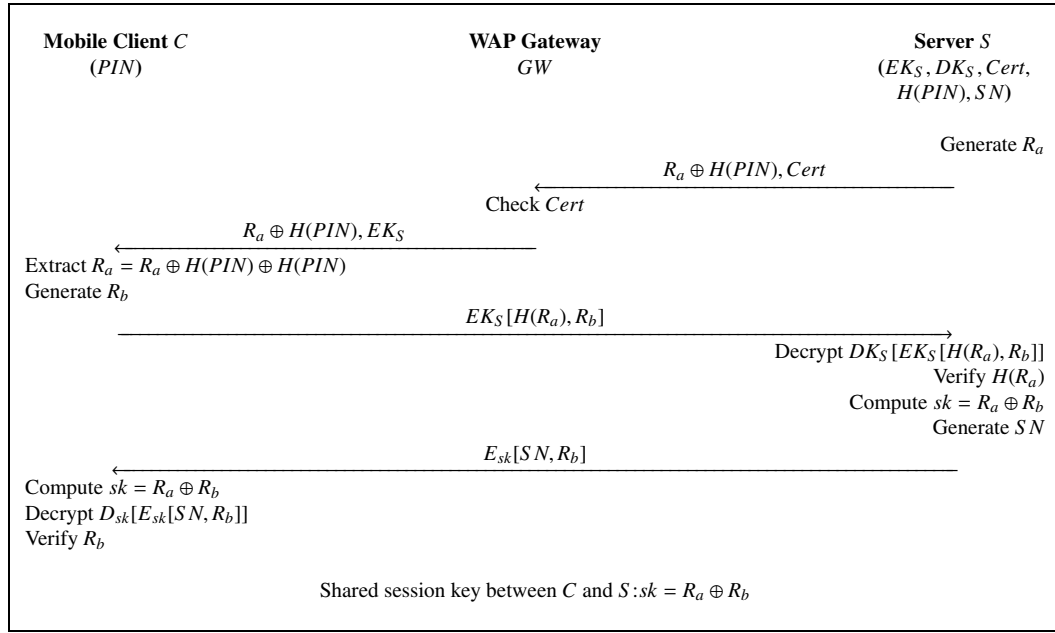 Mobile Client C WAP Gateway Server S
(PIN) GW (EK_S, DK_S, Cert,
H(PIN), SN)
Generate R_a
R_a ⊕ H(PIN), Cert
Check Cert
R_a ⊕ H(PIN), EK_S
Extract R_a = R_a ⊕ H(PIN) ⊕ H(PIN)
Generate R_b
EK_S[H(R_a), R_b]
Decrypt DK_S[EK_S[H(R_a), R_b]]
Verify H(R_a)
Compute sk = R_a ⊕ R_b
Generate SN
E_sk[SN, R_b]
Compute sk = R_a ⊕ R_b
Decrypt D_sk[E_sk[SN, R_b]]
Verify R_b
Shared session key between C and S:sk = R_a ⊕ R_b